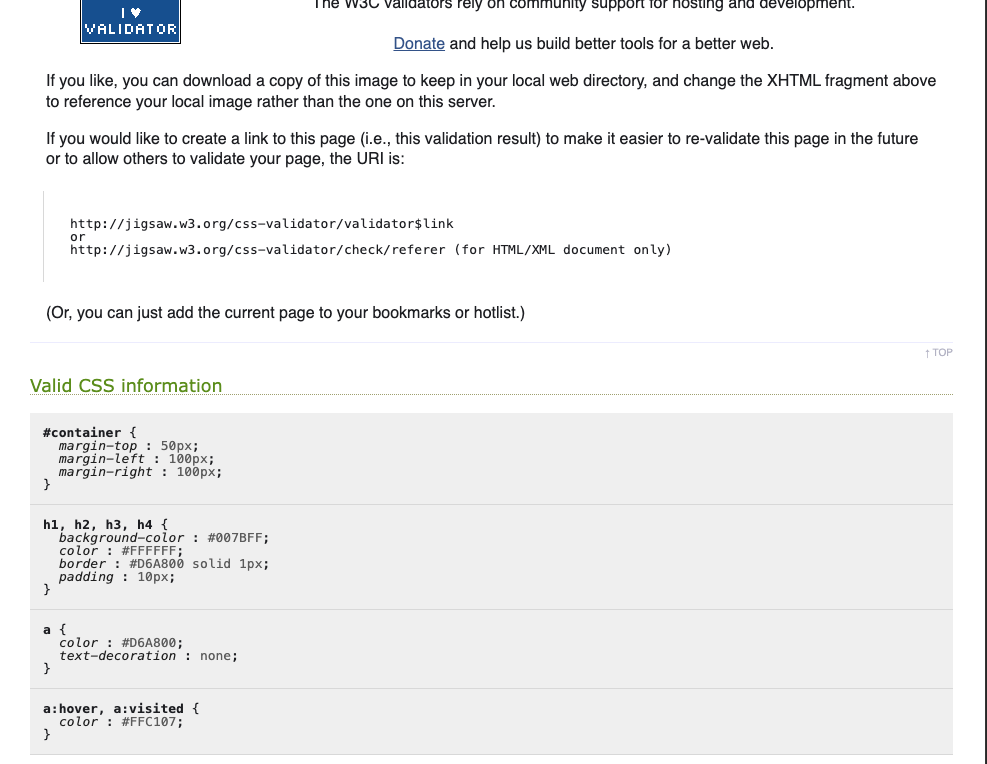 The W3C validators rely on community support for hosting and development.
I ♥
VALIDATOR
Donate and help us build better tools for a better web.
If you like, you can download a copy of this image to keep in your local web directory, and change the XHTML fragment above
to reference your local image rather than the one on this server.
If you would like to create a link to this page (i.e., this validation result) to make it easier to re-validate this page in the future
or to allow others to validate your page, the URI is:
http://jigsaw.w3.org/css-validator/validator$link
or
http://jigsaw.w3.org/css-validator/check/referer (for HTML/XML document only)
(Or, you can just add the current page to your bookmarks or hotlist.)
↑ TOP
Valid CSS information
#container {
margin-top : 50px;
margin-left : 100px;
margin-right : 100px;
}
h1, h2, h3, h4 {
background-color : #007BFF;
color : #FFFFFF;
border : #D6A800 solid 1px;
padding : 10px;
}
a {
color : #D6A800;
text-decoration : none;
}
a:hover, a:visited {
color : #FFC107;
}